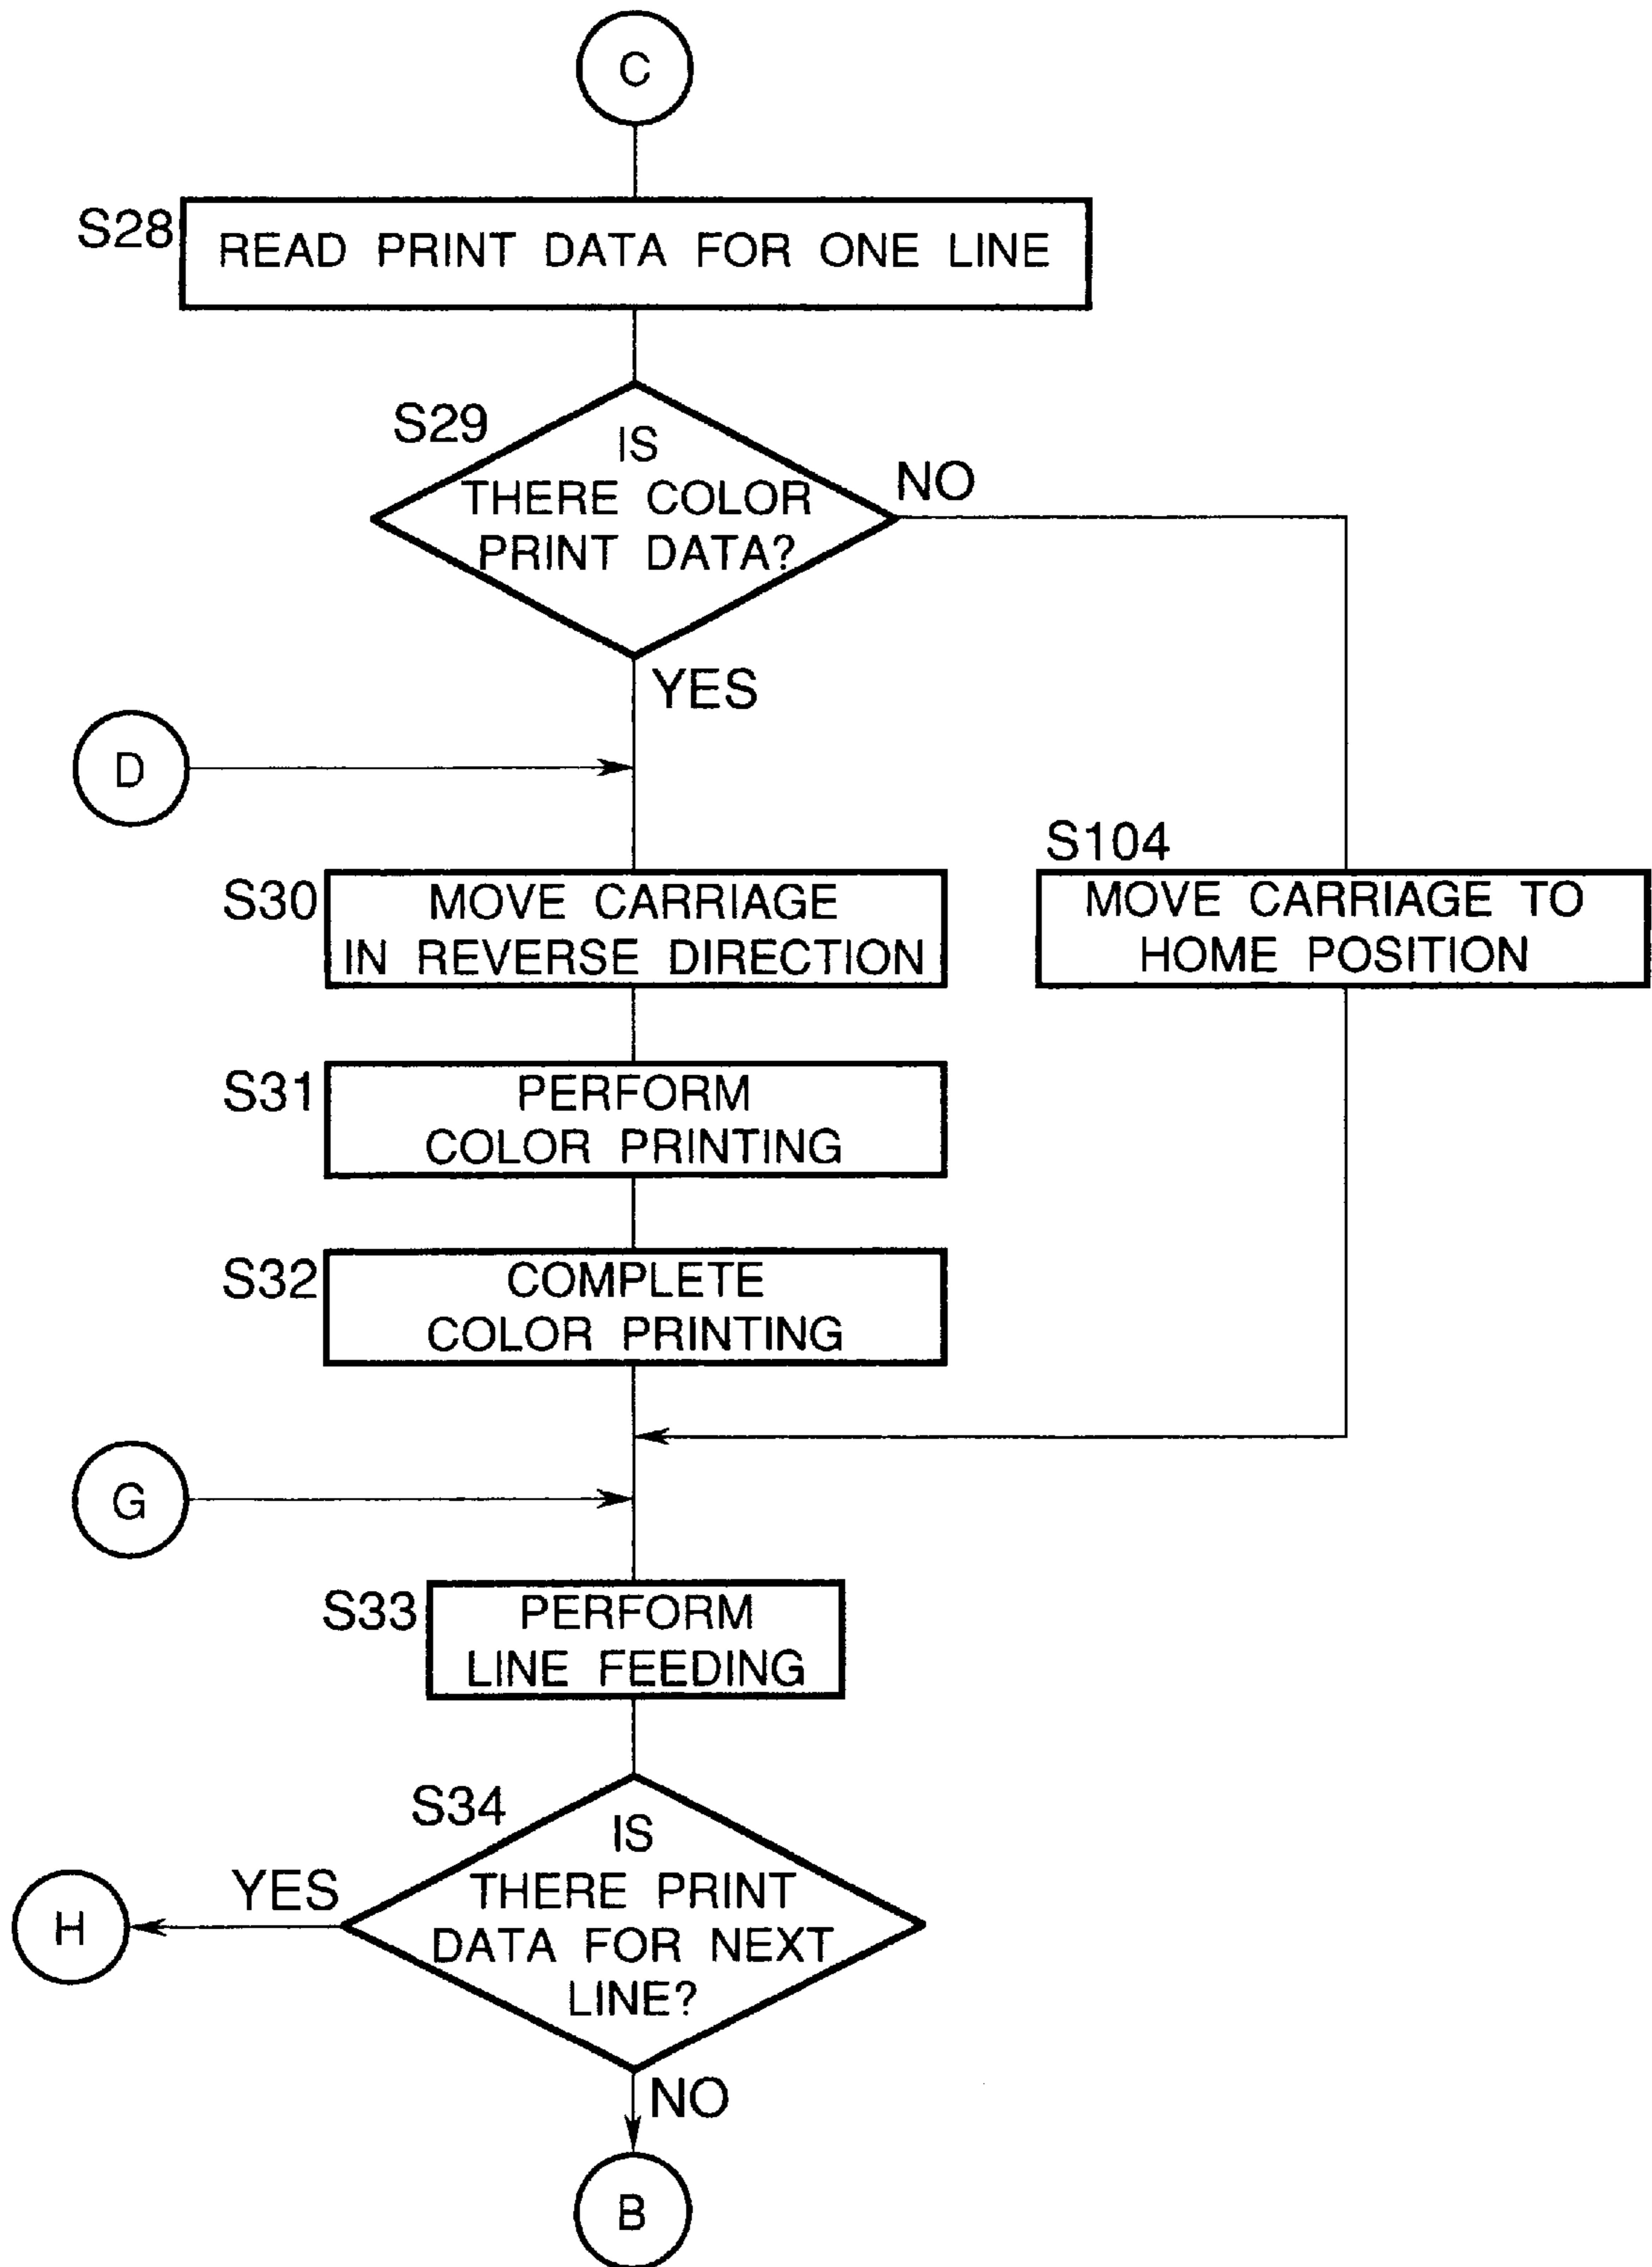 C
S28
READ PRINT DATA FOR ONE LINE
S29
IS
THERE COLOR
PRINT DATA?
NO
YES
D
S30
MOVE CARRIAGE
IN REVERSE DIRECTION
S104
MOVE CARRIAGE TO
HOME POSITION
S31
PERFORM
COLOR PRINTING
S32
COMPLETE
COLOR PRINTING
G
S33
PERFORM
LINE FEEDING
S34
IS
THERE PRINT
DATA FOR NEXT
LINE?
YES
H
NO
B